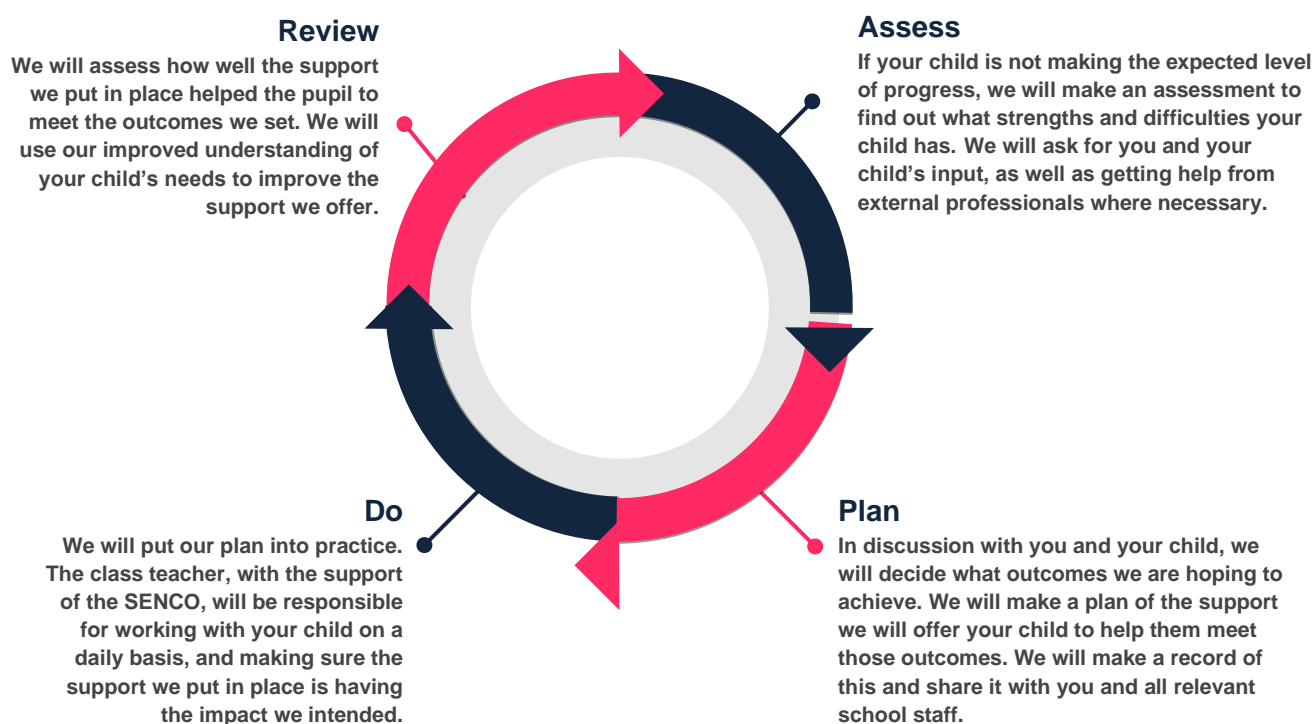 Review
We will assess how well the support
we put in place helped the pupil to
meet the outcomes we set. We will
use our improved understanding of
your child’s needs to improve the
support we offer.
Assess
If your child is not making the expected level
of progress, we will make an assessment to
find out what strengths and difficulties your
child has. We will ask for you and your
child’s input, as well as getting help from
external professionals where necessary.
Do
We will put our plan into practice.
The class teacher, with the support
of the SENCO, will be responsible
for working with your child on a
daily basis, and making sure the
support we put in place is having
the impact we intended.
Plan
In discussion with you and your child, we
will decide what outcomes we are hoping to
achieve. We will make a plan of the support
we will offer your child to help them meet
those outcomes. We will make a record of
this and share it with you and all relevant
school staff.